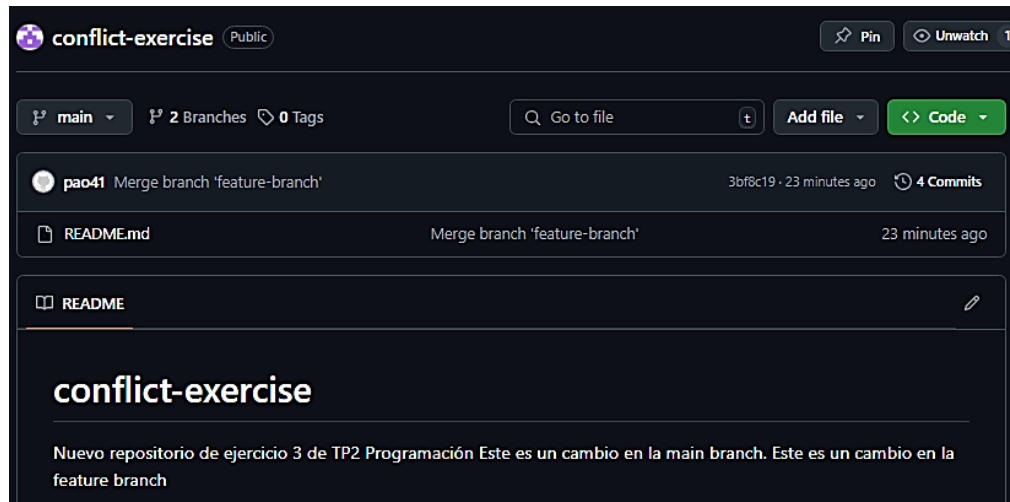 conflict-exercise Public Pin Unwatch 1
main 2 Branches 0 Tags Go to file t Add file Code
pao41 Merge branch 'feature-branch' 3bf8c19 · 23 minutes ago 4 Commits
README.md Merge branch 'feature-branch' 23 minutes ago
README
conflict-exercise
Nuevo repositorio de ejercicio 3 de TP2 Programación Este es un cambio en la main branch. Este es un cambio en la
feature branch